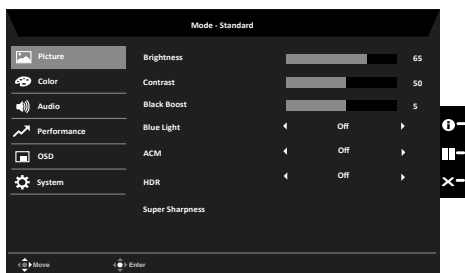 Mode - Standard
Picture
Brightness 65
Color
Contrast 50
Audio
Black Boost 5
Performance
Blue Light Off
OSD
ACM Off
System
HDR Off
Super Sharpness
Move Enter